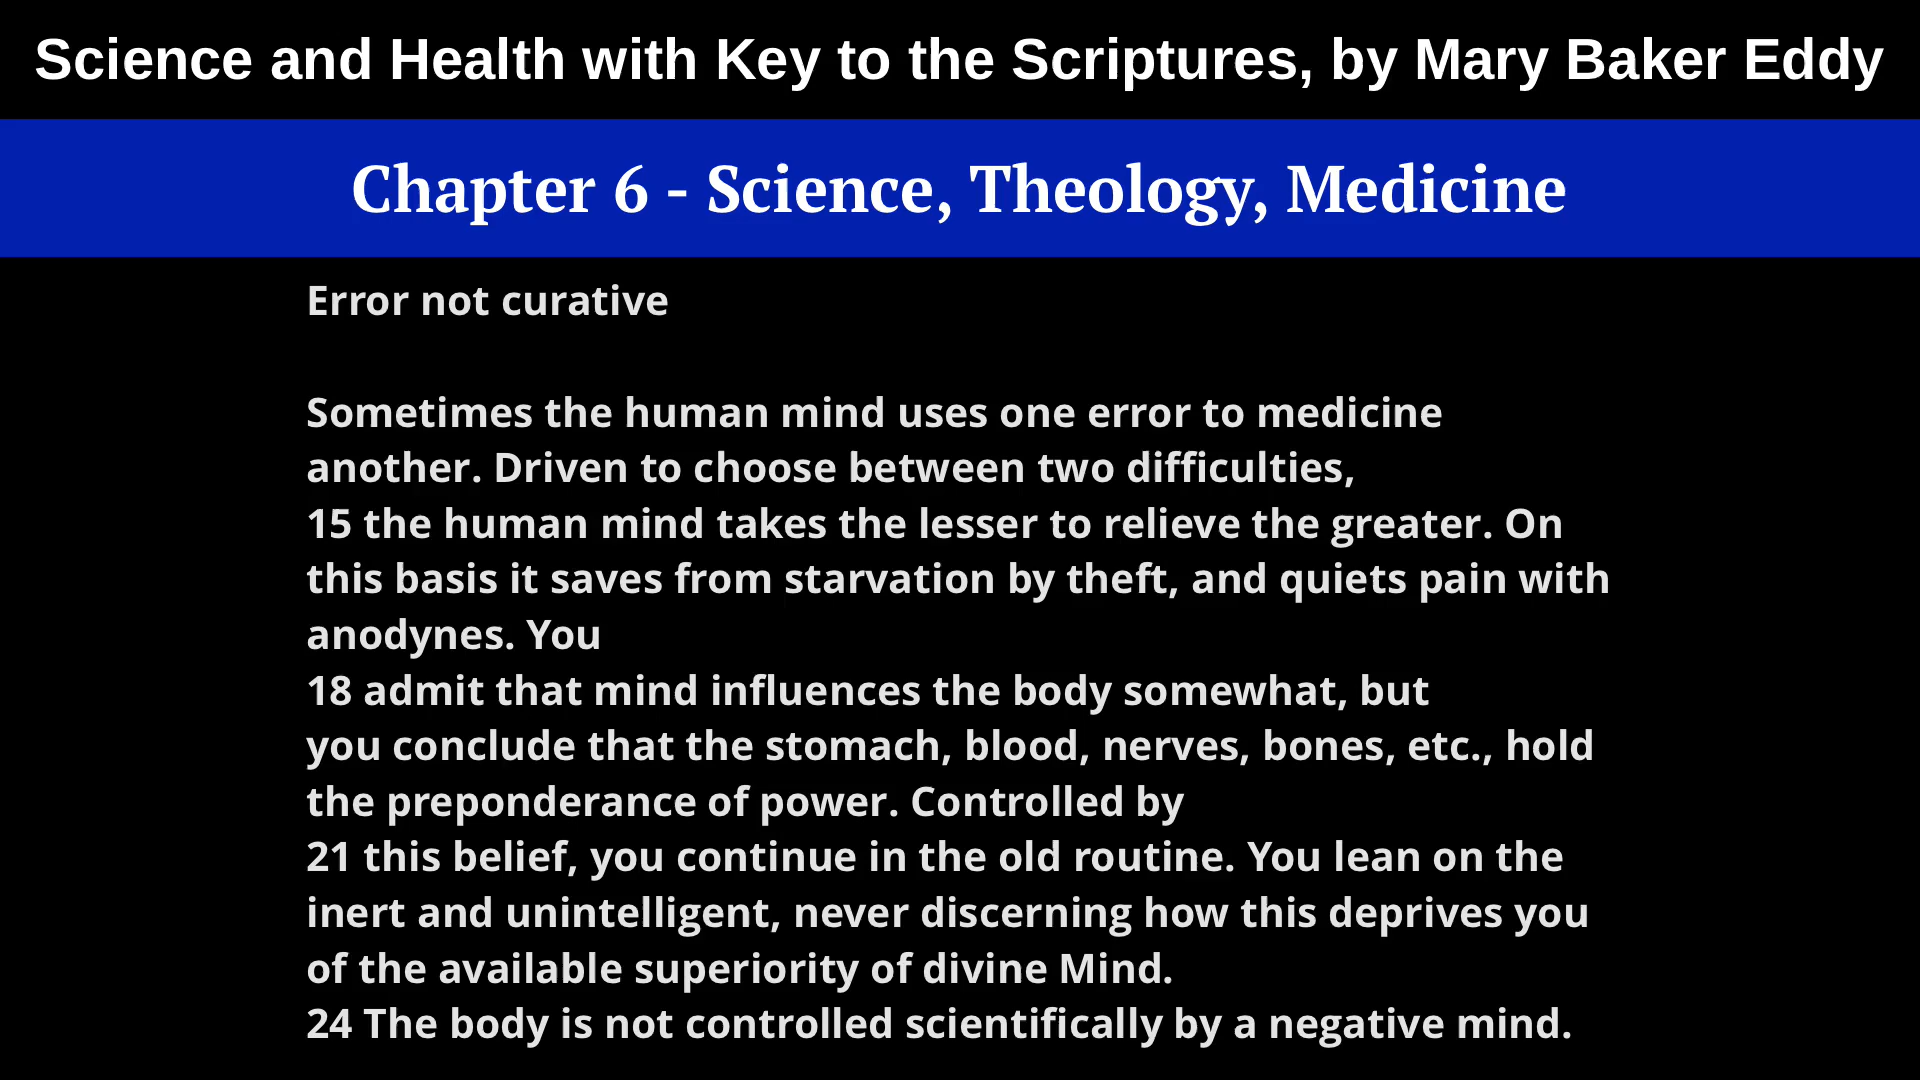 Science and Health with Key to the Scriptures, by Mary Baker Eddy
Chapter 6 - Science, Theology, Medicine
Error not curative
Sometimes the human mind uses one error to medicine
another. Driven to choose between two difficulties,
15 the human mind takes the lesser to relieve the greater. On
this basis it saves from starvation by theft, and quiets pain with
anodynes. You
18 admit that mind influences the body somewhat, but
you conclude that the stomach, blood, nerves, bones, etc., hold
the preponderance of power. Controlled by
21 this belief, you continue in the old routine. You lean on the
inert and unintelligent, never discerning how this deprives you
of the available superiority of divine Mind.
24 The body is not controlled scientifically by a negative mind.